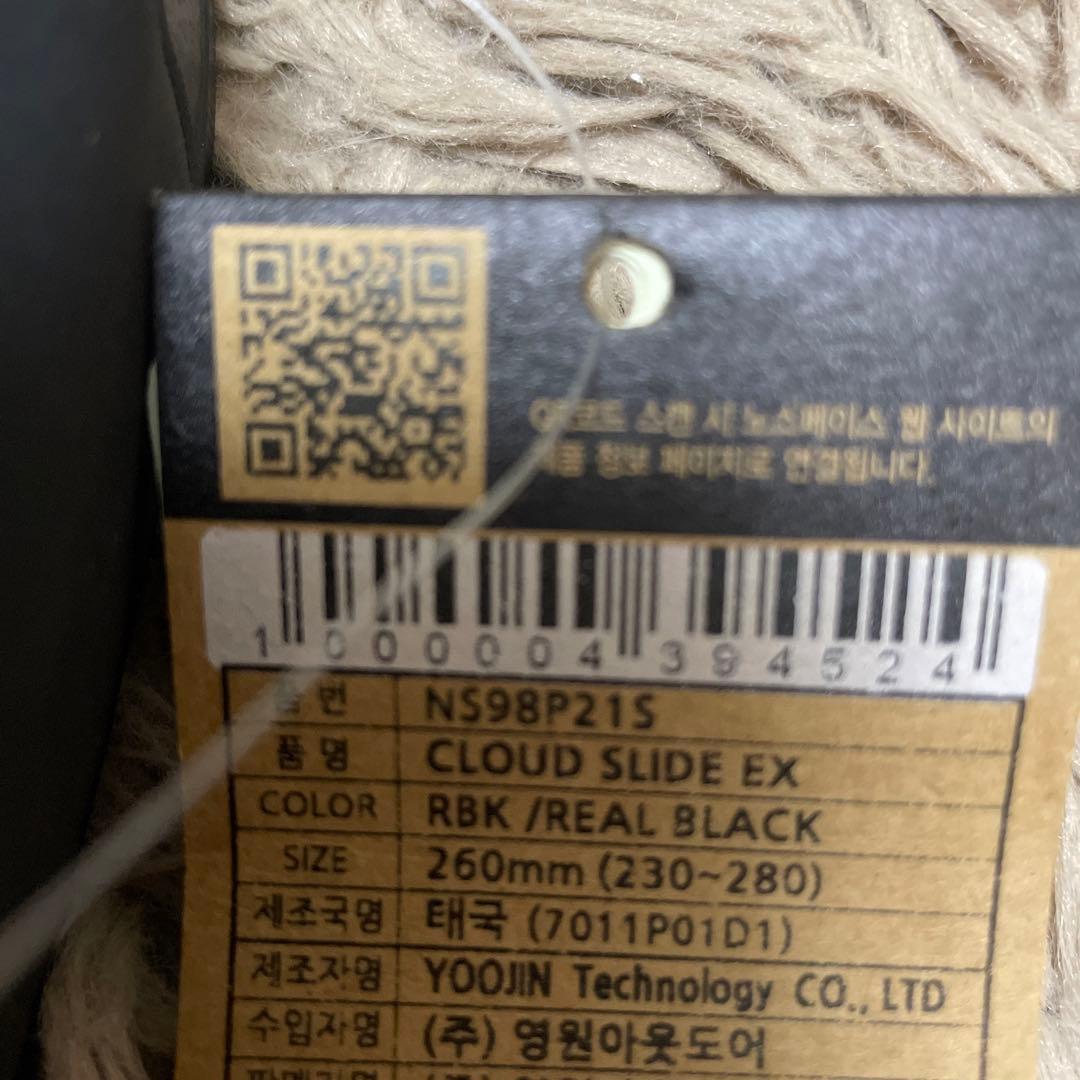 QR코드 스캔 시 노스페이스 웹 사이트의
제품 정보 페이지로 연결됩니다.
1 000004 394524
품 번 NS98P21S
품 명 CLOUD SLIDE EX
COLOR RBK /REAL BLACK
SIZE 260mm (230~280)
제조국명 태국 (7011P01D1)
제조자명 YOOJIN Technology CO., LTD
수입자명 (주) 영원아웃도어